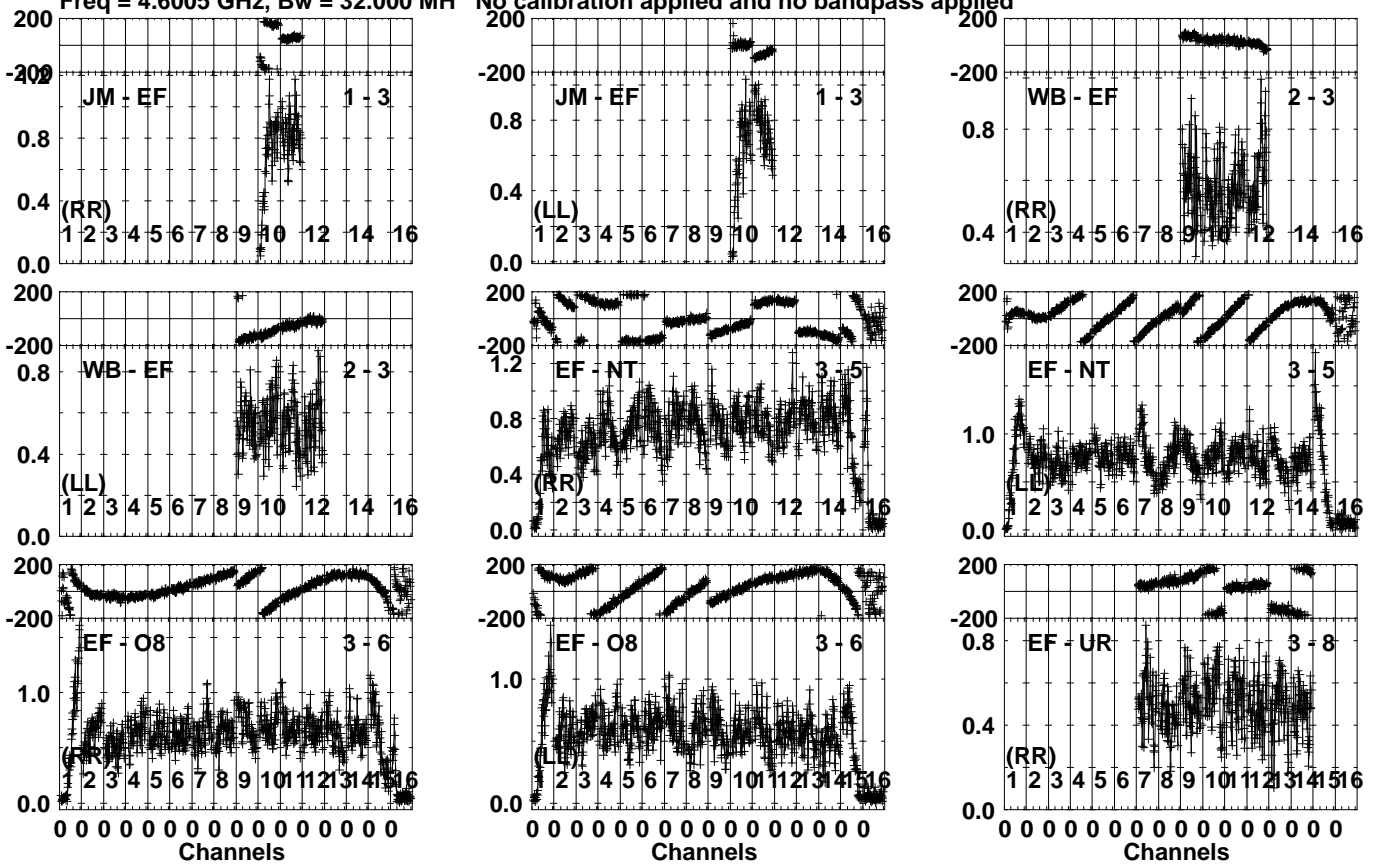 Freq = 4.6005 GHz, Bw = 32.000 MH No calibration applied and no bandpass applied
200 200 200
-200 -200 -200
1.2
JM - EF 1 - 3 JM - EF 1 - 3 WB - EF 2 - 3
0.8 0.8 0.8
0.4 0.4 0.4
(RR) (LL) (RR)
1 2 3 4 5 6 7 8 9 10 12 14 16 1 2 3 4 5 6 7 8 9 10 12 14 16 1 2 3 4 5 6 7 8 9 10 12 14 16
0.0 0.0
200 200 200
-200 -200 -200
1.2
WB - EF 2 - 3 EF - NT 3 - 5 EF - NT 3 - 5
0.8 0.8 1.0
0.4 0.4
(LL) (RR) (LL)
1 2 3 4 5 6 7 8 9 10 12 14 16 1 2 3 4 5 6 7 8 9 10 12 14 16 1 2 3 4 5 6 7 8 9 10 12 14 16
0.0 0.0 0.0
200 200 200
-200 -200 -200
EF - O8 3 - 6 EF - O8 3 - 6 EF - UR 3 - 8
0.8
1.0 1.0
0.4
(RR) (LL) (RR)
2 3 4 5 6 7 8 9 10 11 12 13 14 15 16 1 2 3 4 5 6 7 8 9 10 11 12 13 14 15 16 1 2 3 4 5 6 7 8 9 10 11 12 13 14 15 16
0.0 0.0 0.0
0 0 0 0 0 0 0 0 0 0 0 0 0 0 0 0 0 0 0 0 0 0 0 0 0 0 0 0 0 0 0 0 0 0 0 0 0 0 0 0 0 0 0 0 0 0 0 0
Channels Channels Channels